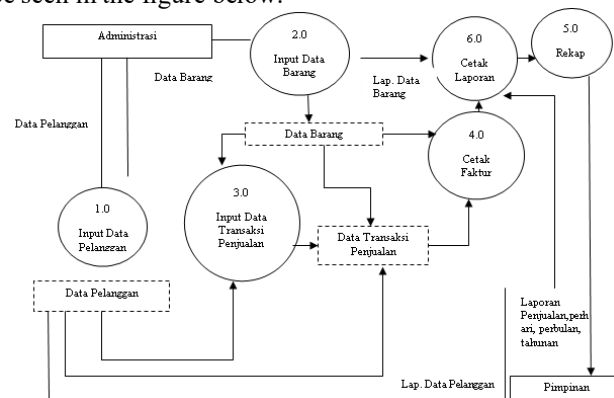 be seen in the figure below:
Administrasi
2.0
Input Data
Barang
6.0
Cetak
Laporan
5.0
Rekap
Data Barang
Lap. Data
Barang
Data Pelanggan
Data Barang
4.0
Cetak
Faktur
3.0
Input Data
Transaksi
Penjualan
1.0
Input Data
Pelanggan
Data Transaksi
Penjualan
Data Pelanggan
Laporan
Penjualan,perh
ari, perbulan,
tahunan
Lap. Data Pelanggan
Pimpinan